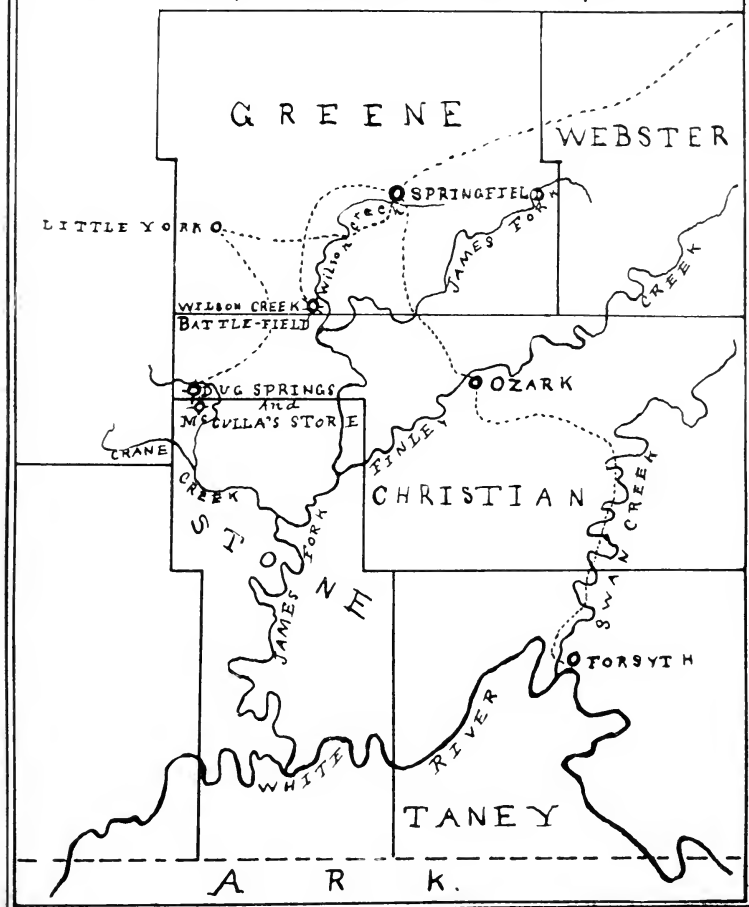 GREENE
WEBSTER
SPRINGFIELD
LITTLE YORK
Wilson Creek
JAMES FORK
CREEK
WILSON CREEK
BATTLE-FIELD
DUG SPRINGS
And
McCULLA'S STORE
OZARK
CRANE
CREEK
FINLEY
CHRISTIAN
STONE
JAMES FORK
SWAN CREEK
FORSYTH
WHITE
RIVER
TANEY
ARK.